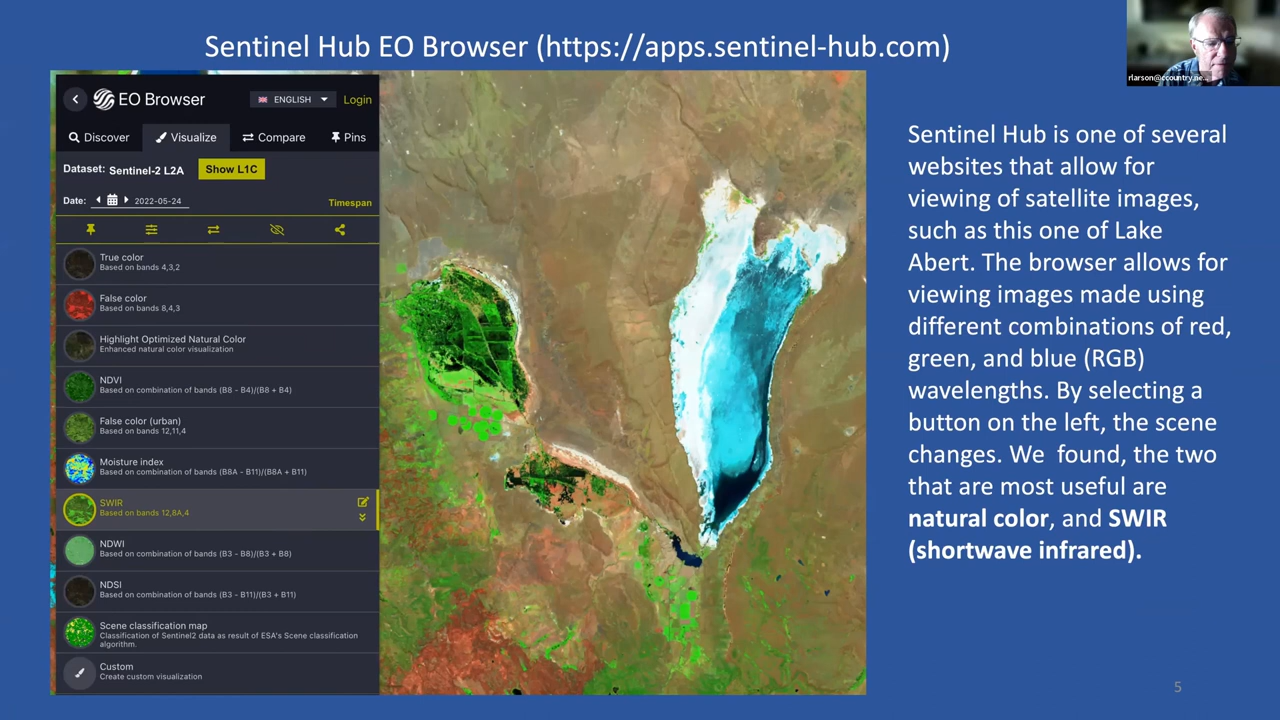 Sentinel Hub EO Browser (https://apps.sentinel-hub.com)
rlarson@ccountry.ne...
EO Browser
ENGLISH
Login
Discover
Visualize
Compare
Pins
Dataset: Sentinel-2 L2A
Show L1C
Date: 2022-05-24
Timespan
True color
Based on bands 4,3,2
False color
Based on bands 8,4,3
Highlight Optimized Natural Color
Enhanced natural color visualization
NDVI
Based on combination of bands (B8 - B4)/(B8 + B4)
False color (urban)
Based on bands 12,11,4
Moisture index
Based on combination of bands (B8A - B11)/(B8A + B11)
SWIR
Based on bands 12,8A,4
NDWI
Based on combination of bands (B3 - B8)/(B3 + B8)
NDSI
Based on combination of bands (B3 - B11)/(B3 + B11)
Scene classification map
Classification of Sentinel2 data as result of ESA's Scene classification
algorithm.
Custom
Create custom visualization
Sentinel Hub is one of several
websites that allow for
viewing of satellite images,
such as this one of Lake
Abert. The browser allows for
viewing images made using
different combinations of red,
green, and blue (RGB)
wavelengths. By selecting a
button on the left, the scene
changes. We found, the two
that are most useful are
natural color, and SWIR
(shortwave infrared).
5